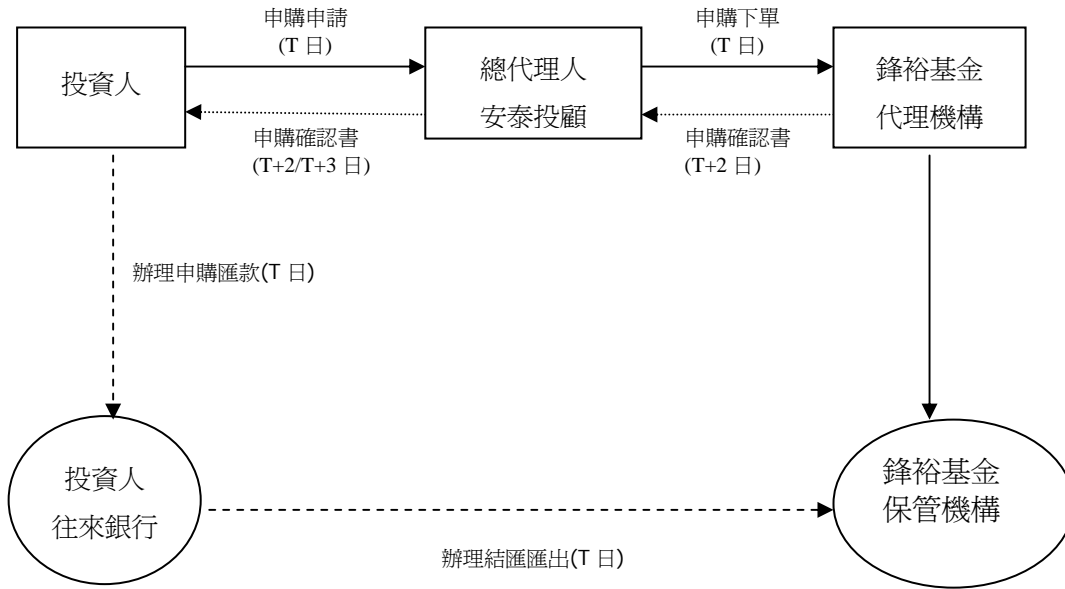 申購申請
(T 日)
申購下單
(T 日)
投資人
總代理人
安泰投顧
鋒裕基金
代理機構
申購確認書
(T+2/T+3 日)
申購確認書
(T+2 日)
辦理申購匯款(T 日)
投資人
往來銀行
鋒裕基金
保管機構
辦理結匯匯出(T 日)